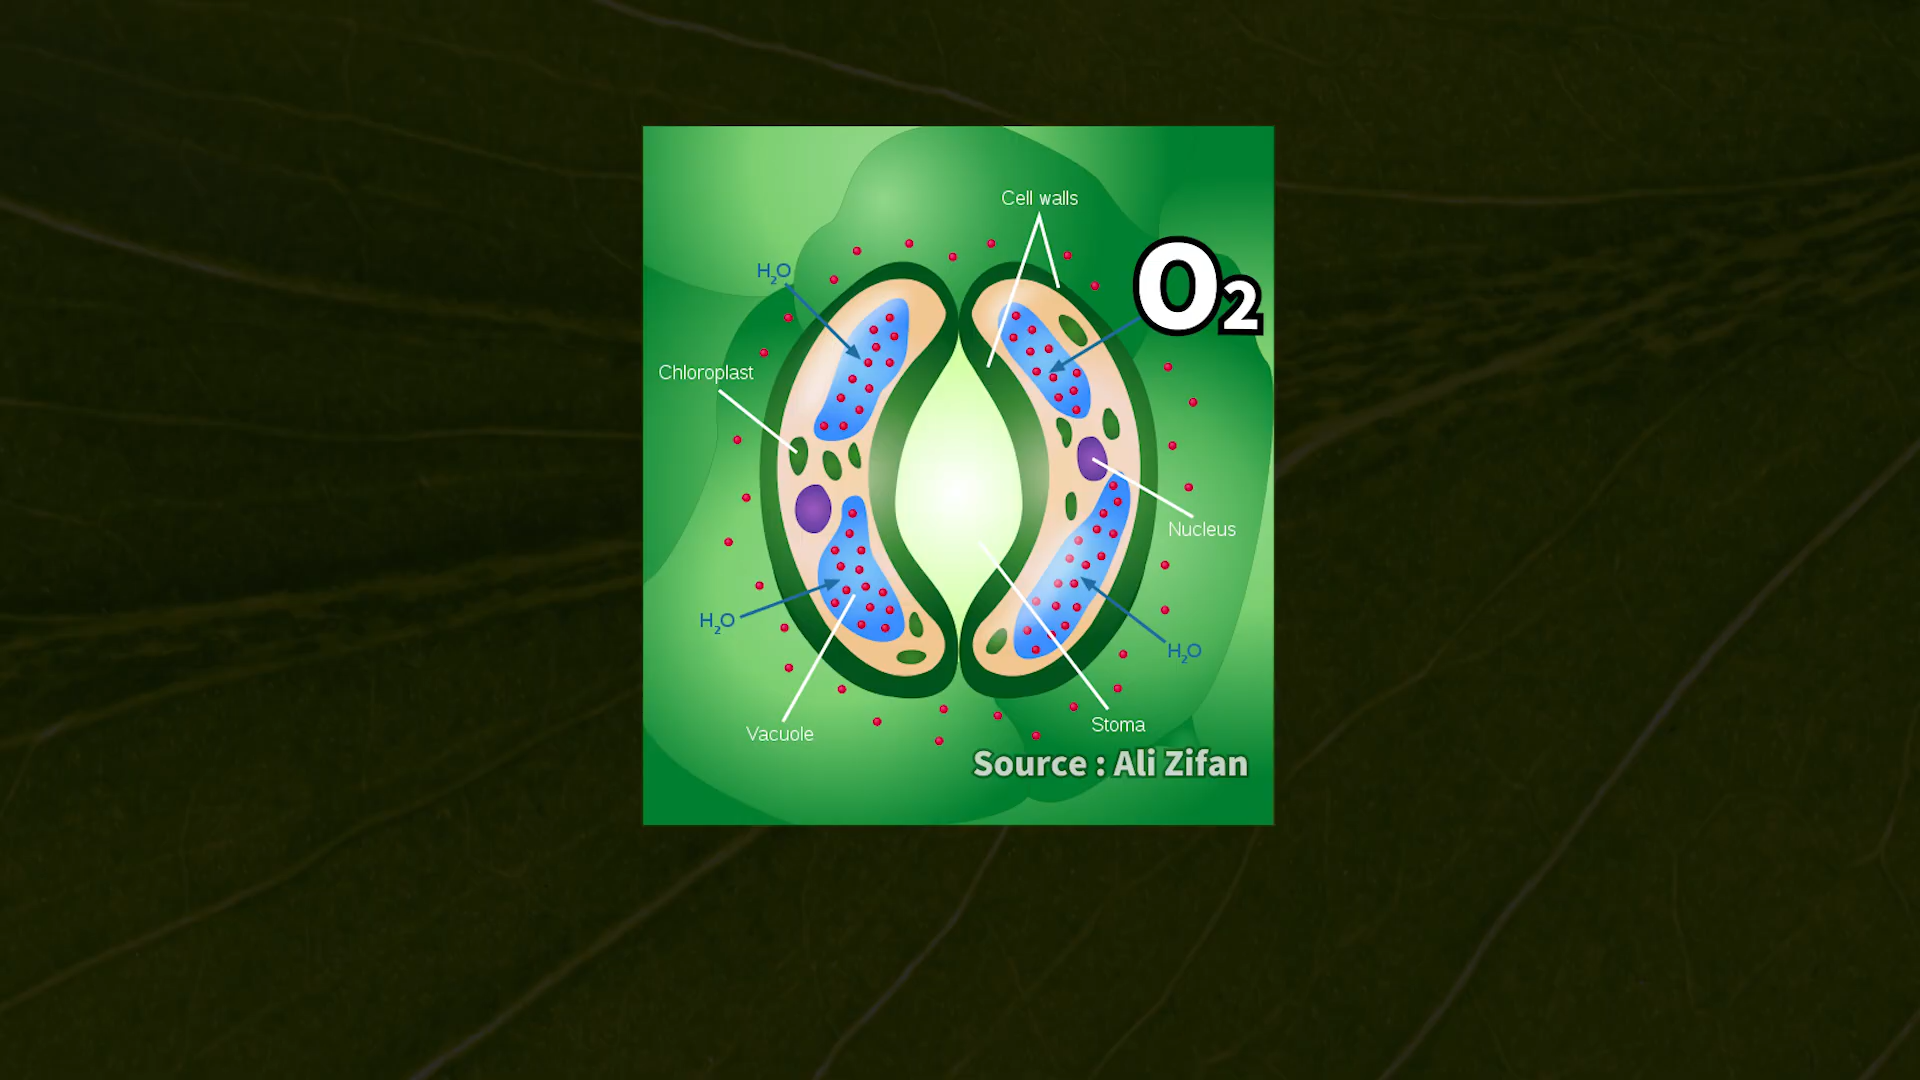 Cell walls
H₂O
O₂
Chloroplast
Nucleus
H₂O
H₂O
Stoma
Vacuole
Source : Ali Zifan